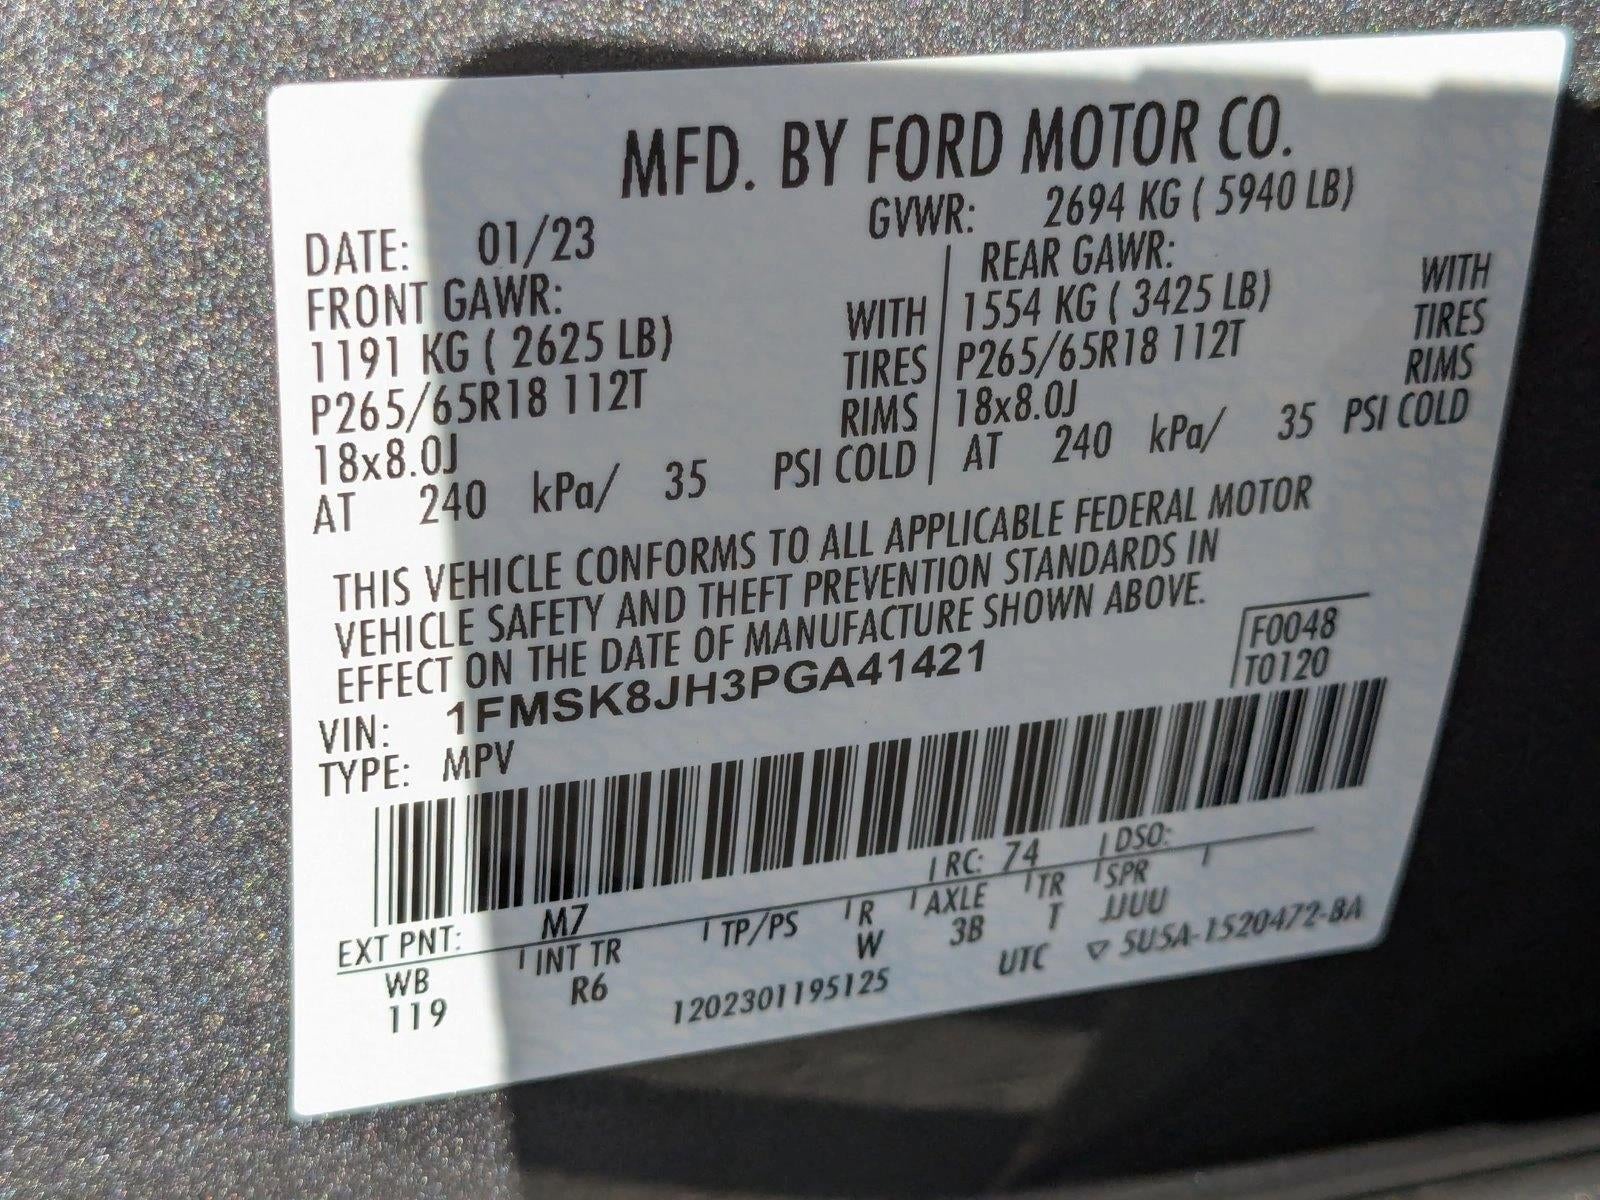 MFD. BY FORD MOTOR CO.
DATE: 01/23 GVWR: 2694 KG ( 5940 LB)
FRONT GAWR: REAR GAWR:
1191 KG ( 2625 LB) WITH 1554 KG ( 3425 LB) WITH
P265/65R18 112T TIRES P265/65R18 112T TIRES
18x8.0J RIMS 18x8.0J RIMS
AT 240 kPa/ 35 PSI COLD AT 240 kPa/ 35 PSI COLD
THIS VEHICLE CONFORMS TO ALL APPLICABLE FEDERAL MOTOR
VEHICLE SAFETY AND THEFT PREVENTION STANDARDS IN
EFFECT ON THE DATE OF MANUFACTURE SHOWN ABOVE.
VIN: 1FMSK8JH3PGA41421 F0048
TYPE: MPV T0120
EXT PNT: M7 RC: 74 DSO:
WB INT TR TP/PS R AXLE TR SPR
119 R6 W 3B T JJUU
1202301195125 UTC ▽ 5U5A-1520472-BA